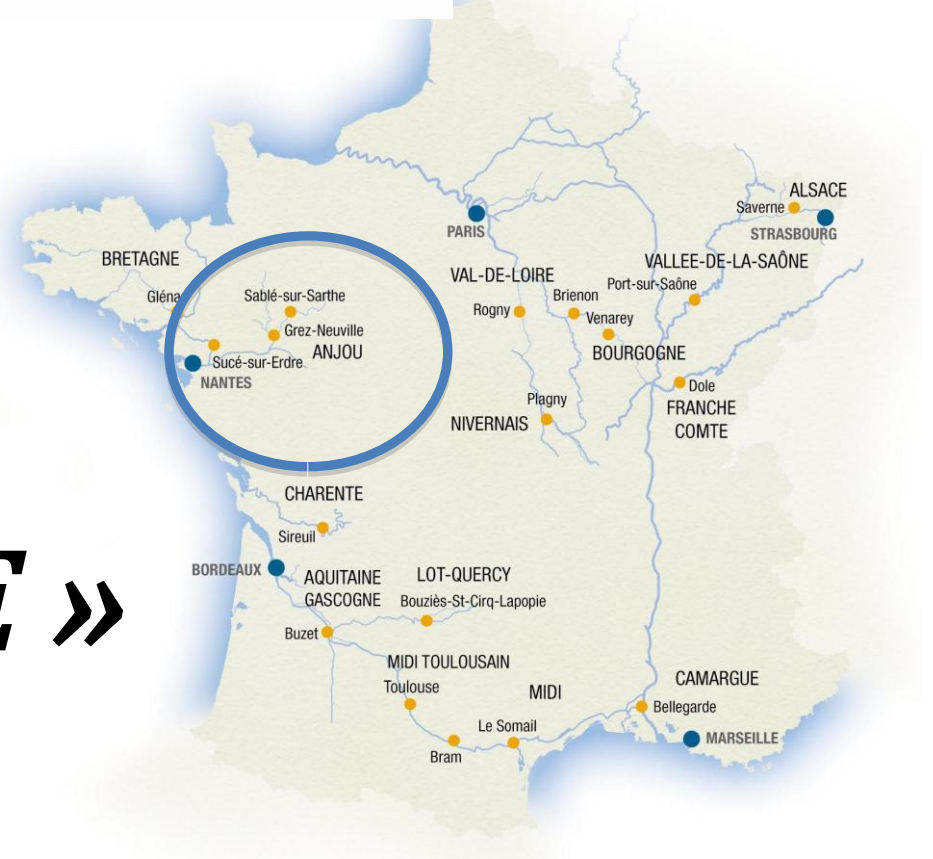 ALSACE
Saverne
STRASBOURG
PARIS
BRETAGNE
VALLEE-DE-LA-SAÔNE
VAL-DE-LOIRE
Port-sur-Saône
Gléna
Sablé-sur-Sarthe
Brienon
Rogny
Venarey
Grez-Neuville
ANJOU
BOURGOGNE
Sucé-sur-Erdre
NANTES
Dole
Plagny
FRANCHE
COMTE
NIVERNAIS
CHARENTE
Sireuil
BORDEAUX
AQUITAINE
GASCOGNE
LOT-QUERCY
Bouziès-St-Cirq-Lapopie
E »
Buzet
MIDI TOULOUSAIN
Toulouse
MIDI
CAMARGUE
Bellegarde
Le Somail
MARSEILLE
Bram